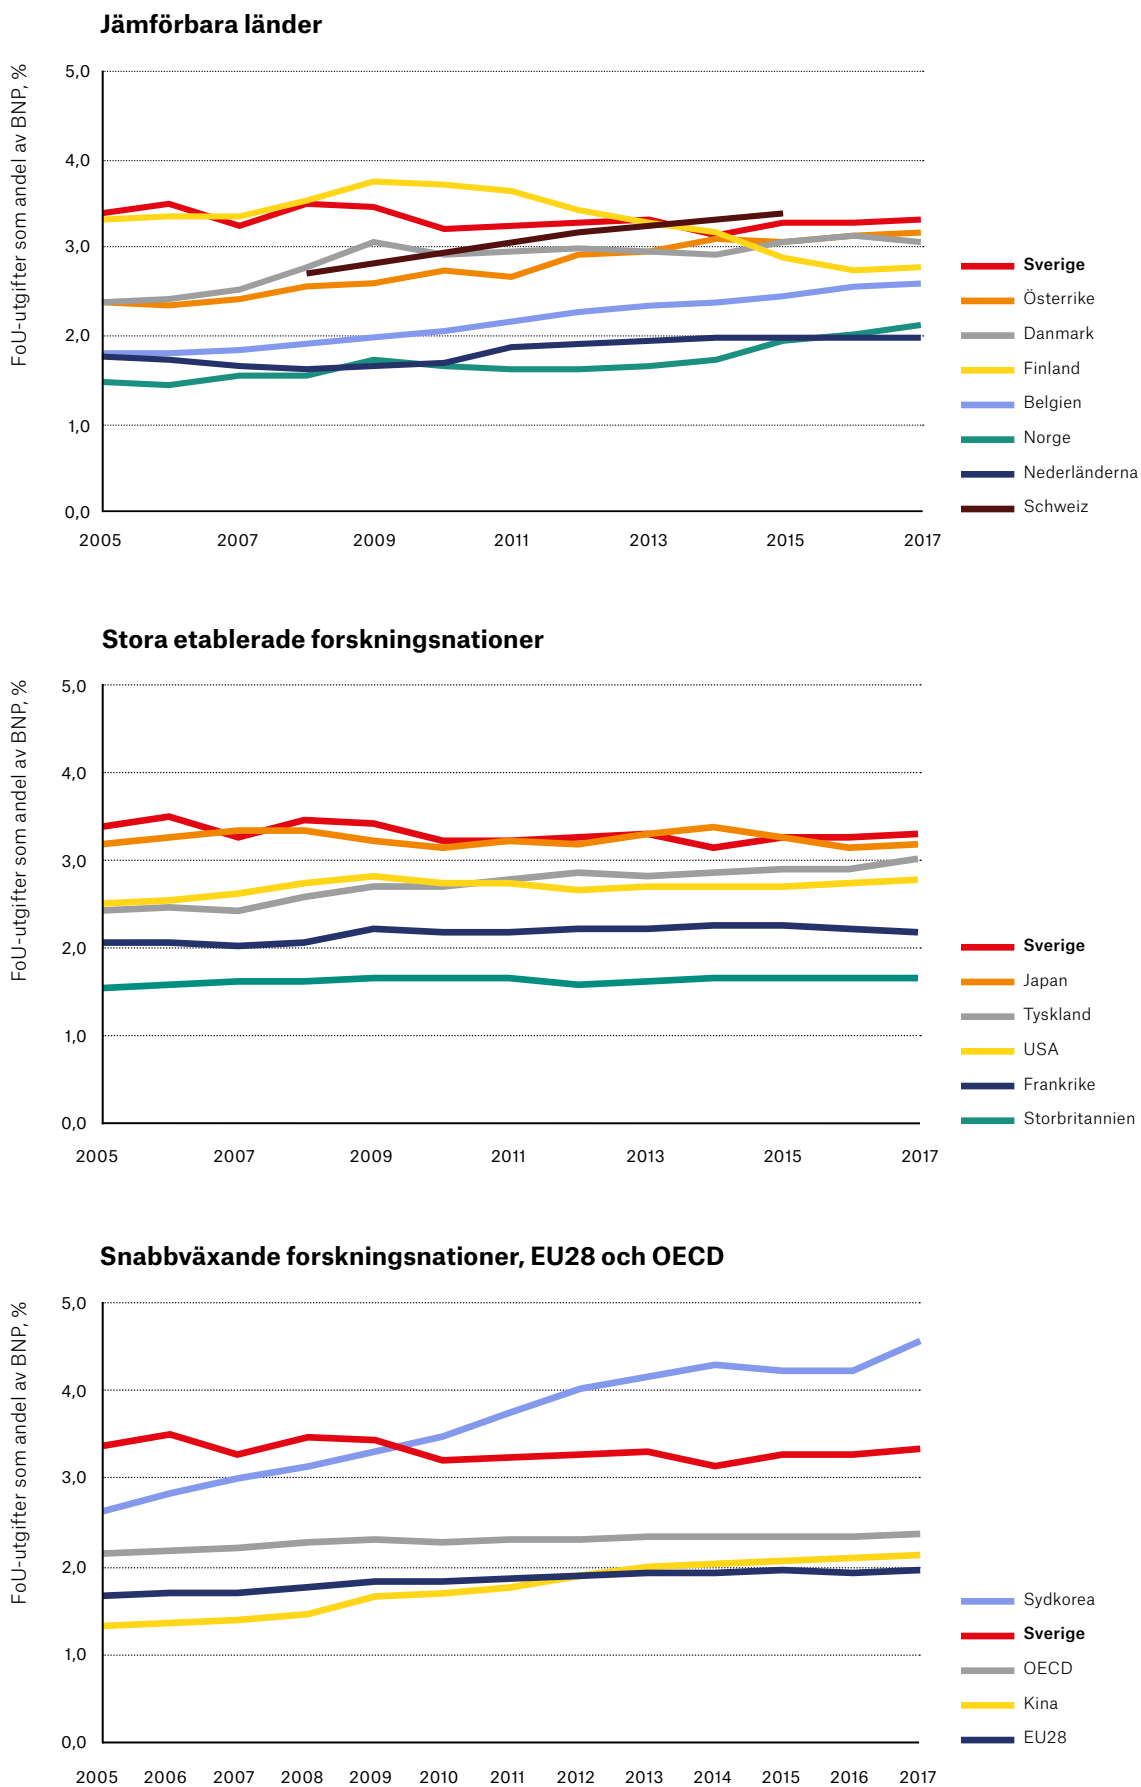 Jämförbara länder
FoU-utgifter som andel av BNP, %
5,0
4,0
3,0
2,0
1,0
0,0
2005 2007 2009 2011 2013 2015 2017
Sverige
Österrike
Danmark
Finland
Belgien
Norge
Nederländerna
Schweiz
Stora etablerade forskningsnationer
FoU-utgifter som andel av BNP, %
5,0
4,0
3,0
2,0
1,0
0,0
2005 2007 2009 2011 2013 2015 2017
Sverige
Japan
Tyskland
USA
Frankrike
Storbritannien
Snabbväxande forskningsnationer, EU28 och OECD
FoU-utgifter som andel av BNP, %
5,0
4,0
3,0
2,0
1,0
0,0
2005 2006 2007 2008 2009 2010 2011 2012 2013 2014 2015 2016 2017
Sydkorea
Sverige
OECD
Kina
EU28